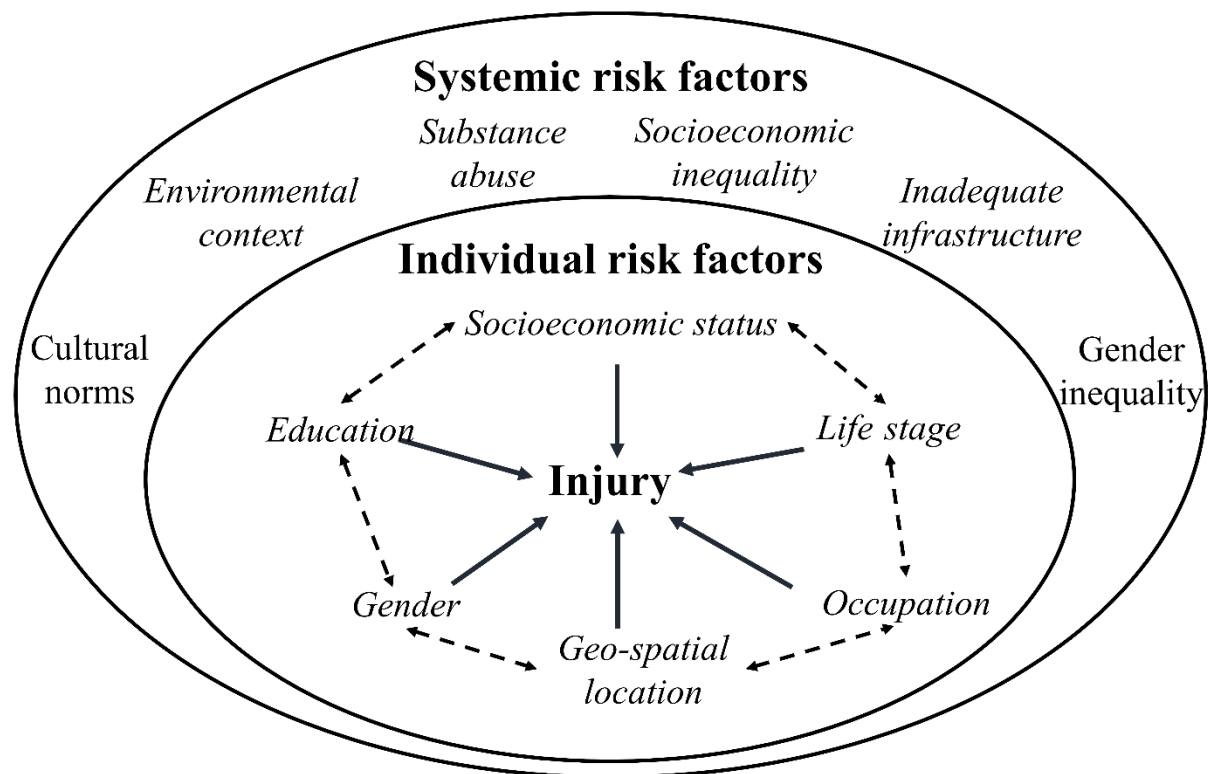 Systemic risk factors
Substance
abuse
Socioeconomic
inequality
Environmental
context
Inadequate
infrastructure
Individual risk factors
Socioeconomic status
Cultural
norms
Gender
inequality
Education
Life stage
Injury
Gender
Occupation
Geo-spatial
location